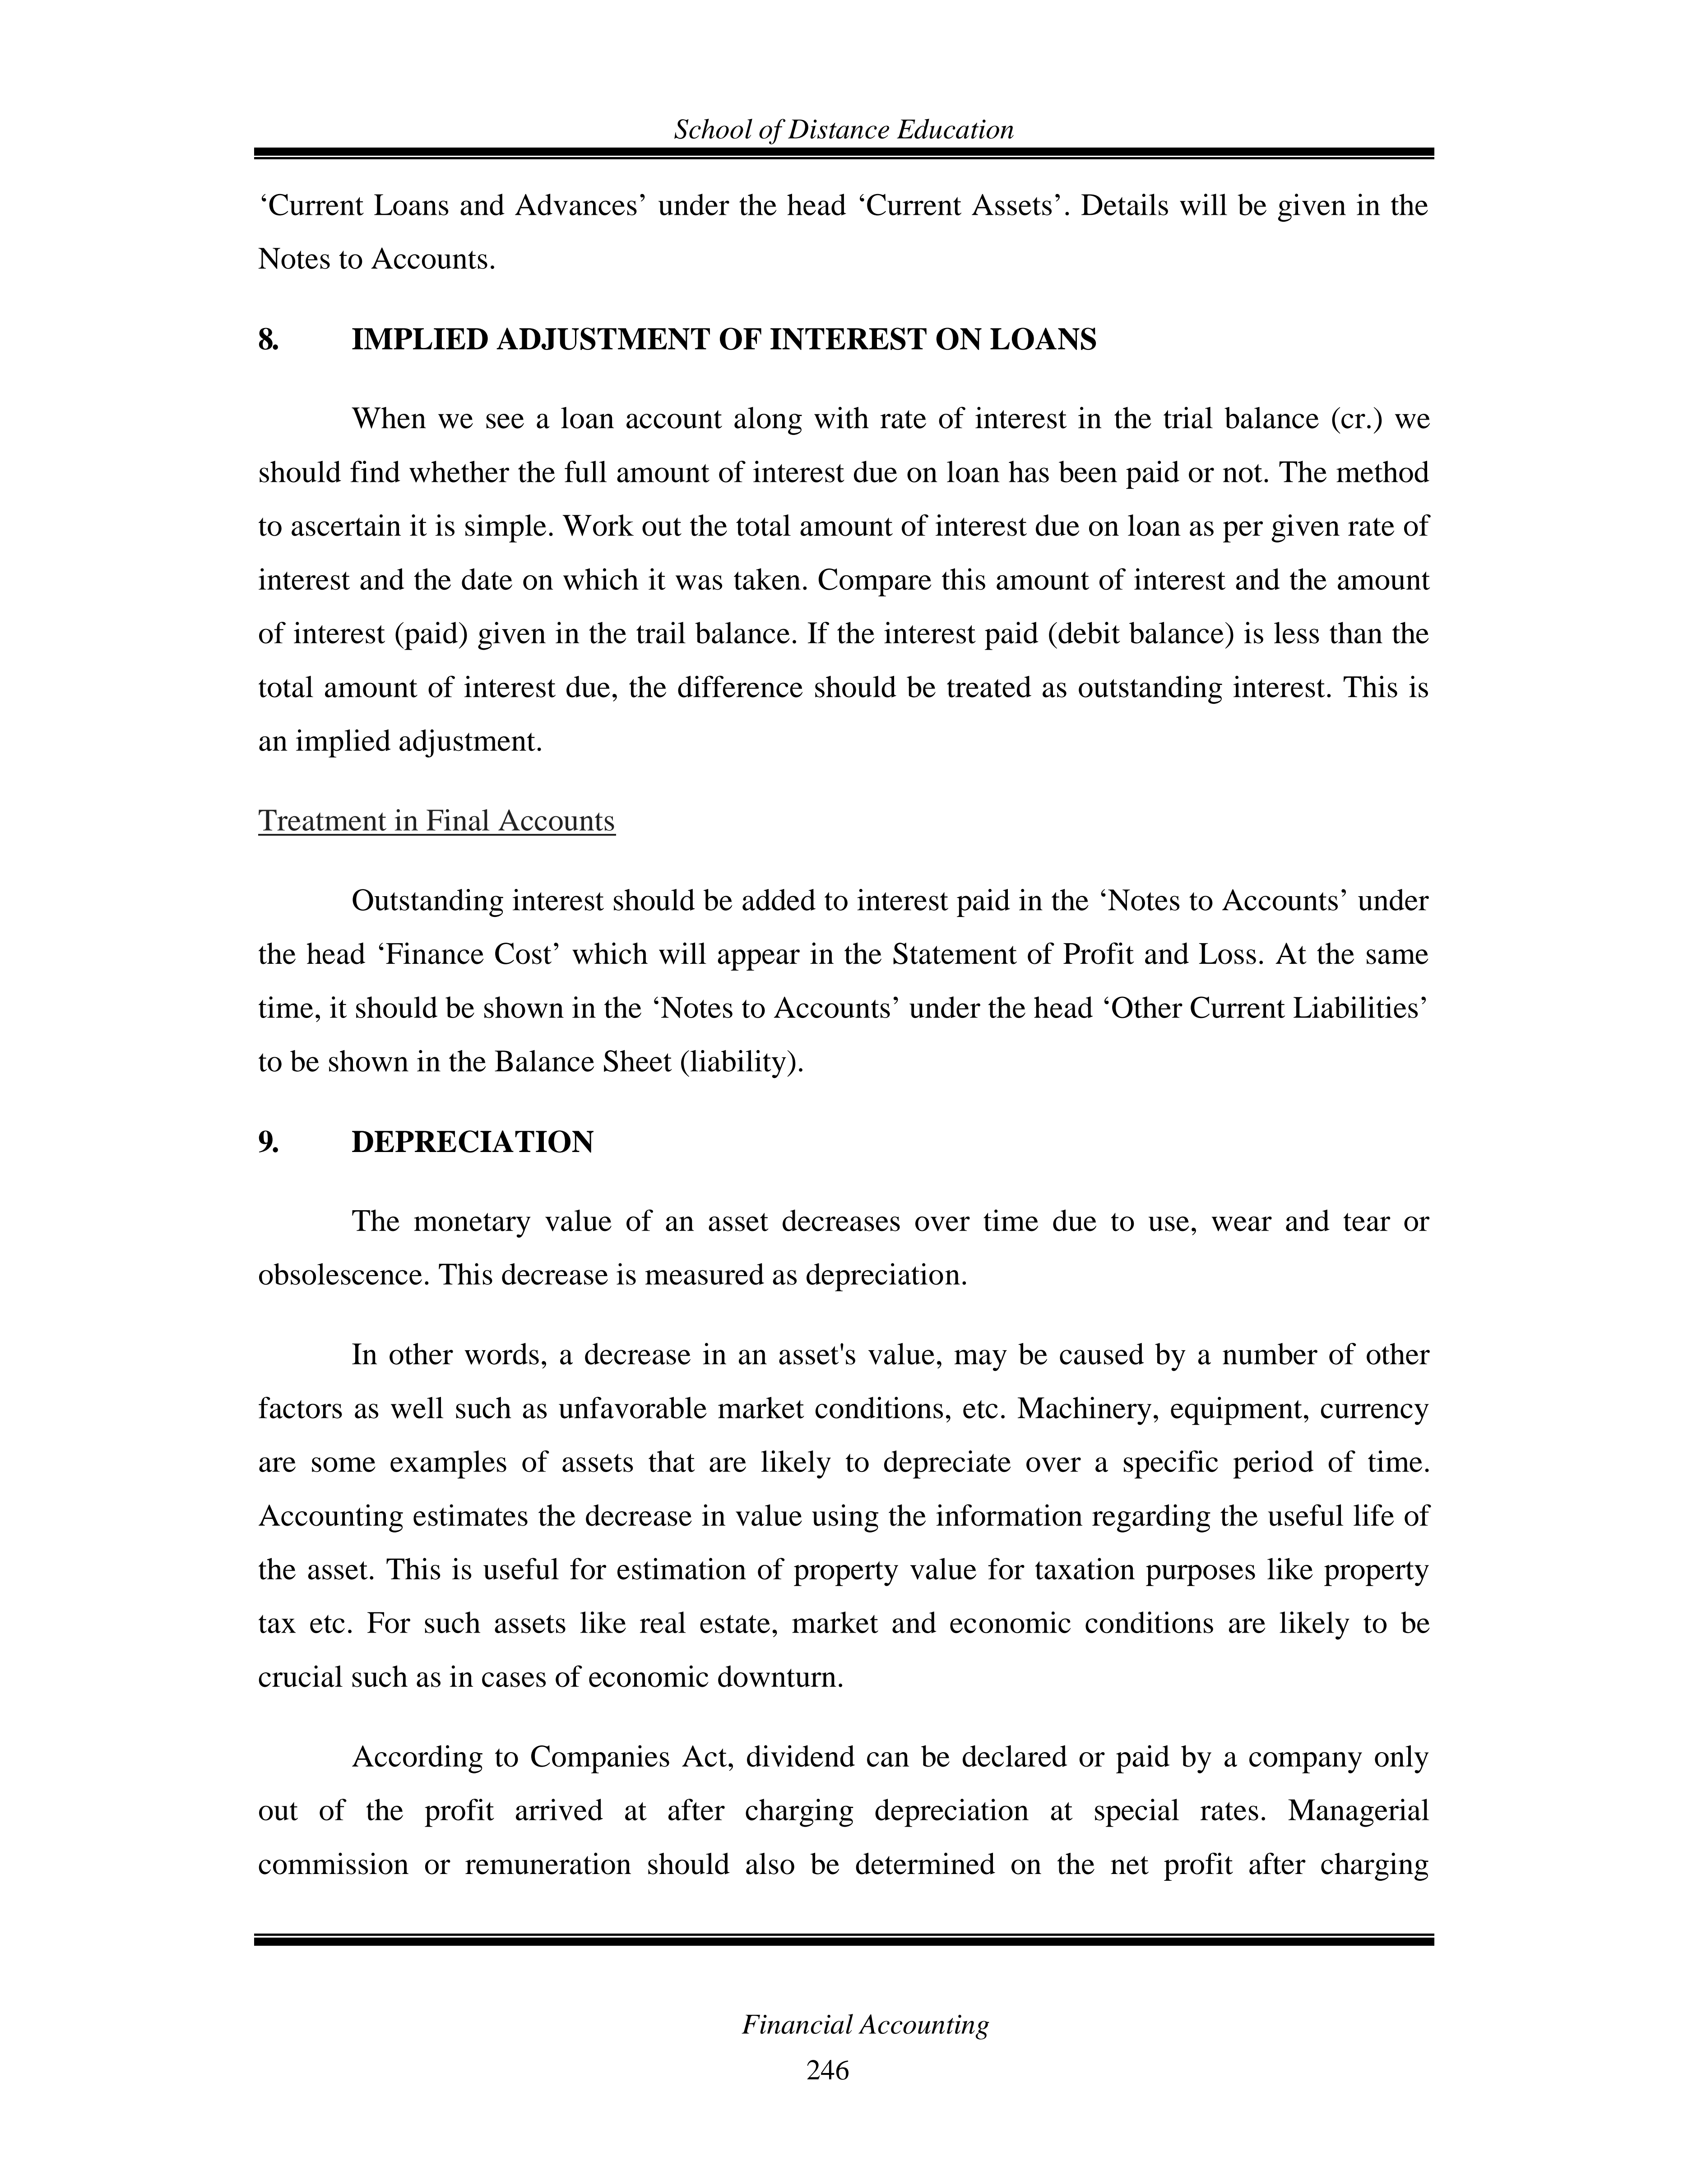 School of Distance Education
‘Current Loans and Advances’ under the head ‘Current Assets’. Details will be given in the
Notes to Accounts.
8. IMPLIED ADJUSTMENT OF INTEREST ON LOANS
When we see a loan account along with rate of interest in the trial balance (cr.) we
should find whether the full amount of interest due on loan has been paid or not. The method
to ascertain it is simple. Work out the total amount of interest due on loan as per given rate of
interest and the date on which it was taken. Compare this amount of interest and the amount
of interest (paid) given in the trail balance. If the interest paid (debit balance) is less than the
total amount of interest due, the difference should be treated as outstanding interest. This is
an implied adjustment.
Treatment in Final Accounts
Outstanding interest should be added to interest paid in the ‘Notes to Accounts’ under
the head ‘Finance Cost’ which will appear in the Statement of Profit and Loss. At the same
time, it should be shown in the ‘Notes to Accounts’ under the head ‘Other Current Liabilities’
to be shown in the Balance Sheet (liability).
9. DEPRECIATION
The monetary value of an asset decreases over time due to use, wear and tear or
obsolescence. This decrease is measured as depreciation.
In other words, a decrease in an asset's value, may be caused by a number of other
factors as well such as unfavorable market conditions, etc. Machinery, equipment, currency
are some examples of assets that are likely to depreciate over a specific period of time.
Accounting estimates the decrease in value using the information regarding the useful life of
the asset. This is useful for estimation of property value for taxation purposes like property
tax etc. For such assets like real estate, market and economic conditions are likely to be
crucial such as in cases of economic downturn.
According to Companies Act, dividend can be declared or paid by a company only
out of the profit arrived at after charging depreciation at special rates. Managerial
commission or remuneration should also be determined on the net profit after charging
Financial Accounting
246